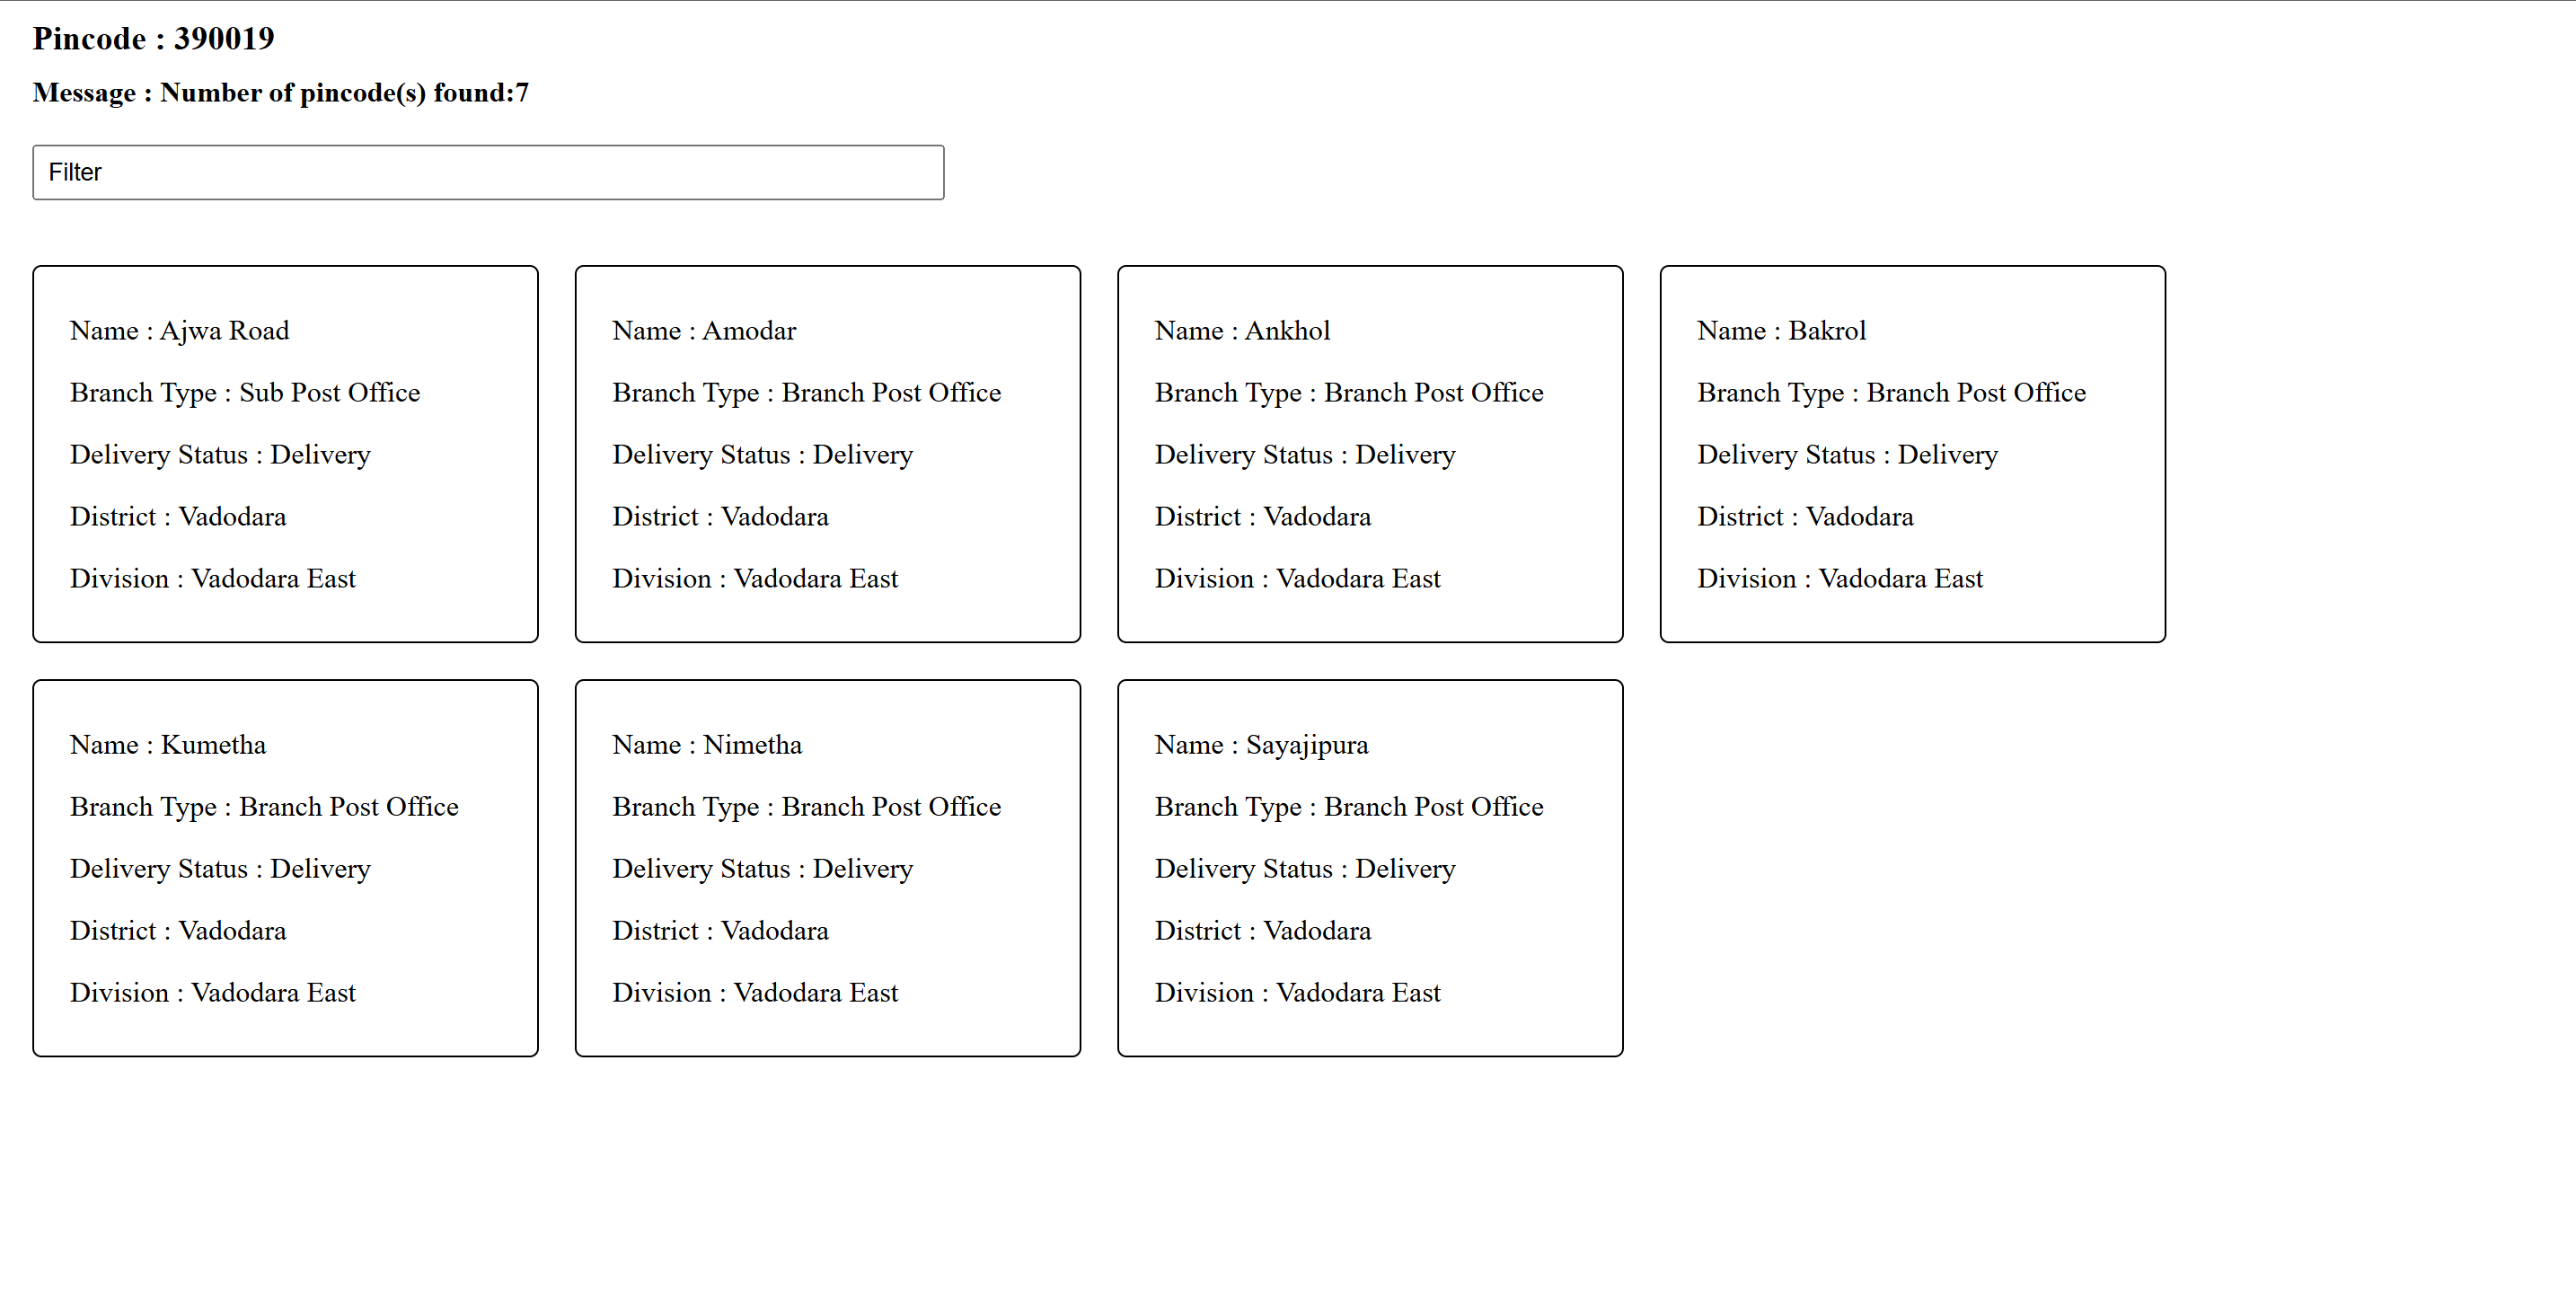 Pincode : 390019
Message : Number of pincode(s) found:7
Filter
Name : Ajwa Road
Branch Type : Sub Post Office
Delivery Status : Delivery
District : Vadodara
Division : Vadodara East
Name : Amodar
Branch Type : Branch Post Office
Delivery Status : Delivery
District : Vadodara
Division : Vadodara East
Name : Ankhol
Branch Type : Branch Post Office
Delivery Status : Delivery
District : Vadodara
Division : Vadodara East
Name : Bakrol
Branch Type : Branch Post Office
Delivery Status : Delivery
District : Vadodara
Division : Vadodara East
Name : Kumetha
Branch Type : Branch Post Office
Delivery Status : Delivery
District : Vadodara
Division : Vadodara East
Name : Nimetha
Branch Type : Branch Post Office
Delivery Status : Delivery
District : Vadodara
Division : Vadodara East
Name : Sayajipura
Branch Type : Branch Post Office
Delivery Status : Delivery
District : Vadodara
Division : Vadodara East